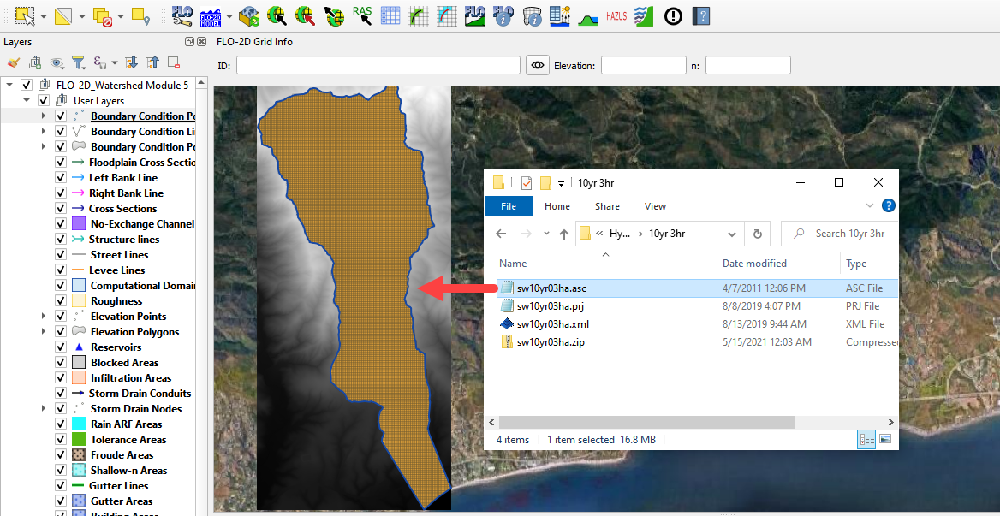 FLO-2D
FLO-2D
MODEL
RAS
FLO
FLO
HAZUS
Layers
FLO-2D Grid Info
ID:
Elevation:
n:
FLO-2D_Watershed Module 5
User Layers
Boundary Condition Po
Boundary Condition Li
Boundary Condition Po
Floodplain Cross Sectio
Left Bank Line
Right Bank Line
Cross Sections
No-Exchange Channel
Structure lines
Street Lines
Levee Lines
Computational Domai
Roughness
Elevation Points
Elevation Polygons
Reservoirs
Blocked Areas
Infiltration Areas
Storm Drain Conduits
Storm Drain Nodes
Rain ARF Areas
Tolerance Areas
Froude Areas
Shallow-n Areas
Gutter Lines
Gutter Areas
Building Areas
10yr 3hr
File Home Share View
« Hy... › 10yr 3hr
Search 10yr 3hr
Name Date modified Type
sw10yr03ha.asc 4/7/2011 12:06 PM ASC File
sw10yr03ha.prj 8/8/2019 4:07 PM PRJ File
sw10yr03ha.xml 8/13/2019 9:44 AM XML File
sw10yr03ha.zip 5/15/2021 12:03 AM Compresse
4 items 1 item selected 16.8 MB